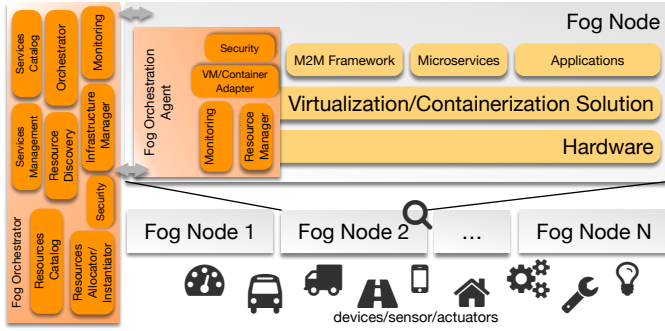 Services
Catalog
Orchestrator
Monitoring
Services
Management
Resource
Discovery
Infrastructure
Manager
Security
Fog Orchestrator
Resources
Catalog
Resources
Allocator/
Instantiator
Fog Orchestration
Agent
Security
VM/Container
Adapter
Monitoring
Resource
Manager
Fog Node
M2M Framework
Microservices
Applications
Virtualization/Containerization Solution
Hardware
Fog Node 1
Fog Node 2
...
Fog Node N
devices/sensor/actuators